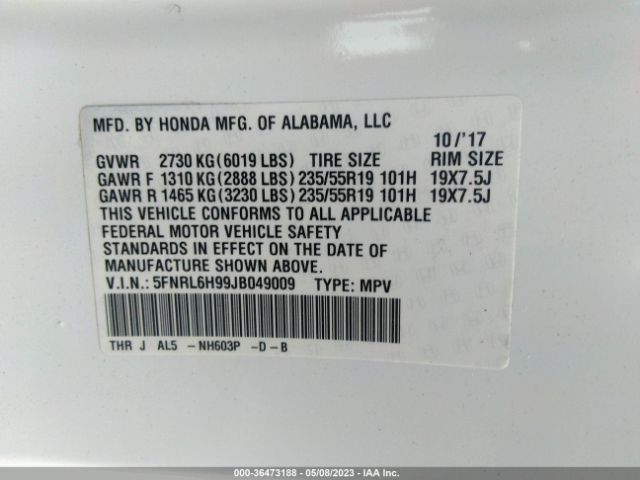 MFD. BY HONDA MFG. OF ALABAMA, LLC
10/'17
GVWR 2730 KG (6019 LBS) TIRE SIZE RIM SIZE
GAWR F 1310 KG (2888 LBS) 235/55R19 101H 19X7.5J
GAWR R 1465 KG (3230 LBS) 235/55R19 101H 19X7.5J
THIS VEHICLE CONFORMS TO ALL APPLICABLE
FEDERAL MOTOR VEHICLE SAFETY
STANDARDS IN EFFECT ON THE DATE OF
MANUFACTURE SHOWN ABOVE.
V.I.N.: 5FNRL6H99JB049009 TYPE: MPV
THR J AL5 - NH603P -D-B
000-36473188 - 05/08/2023 - IAA Inc.